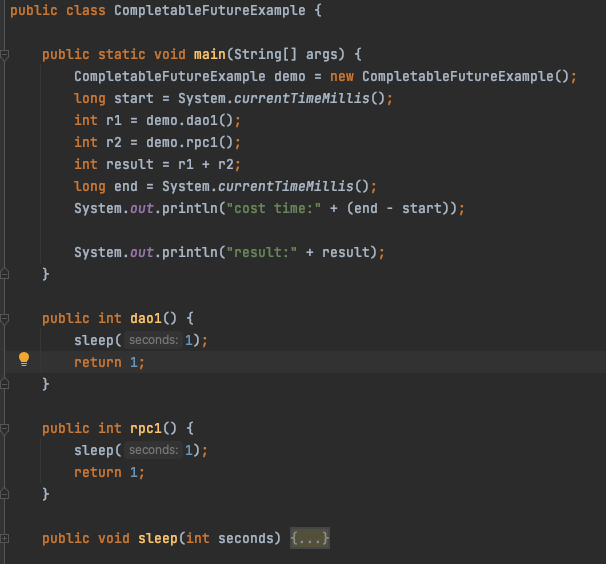 public class CompletableFutureExample {
public static void main(String[] args) {
CompletableFutureExample demo = new CompletableFutureExample();
long start = System.currentTimeMillis();
int r1 = demo.dao1();
int r2 = demo.rpc1();
int result = r1 + r2;
long end = System.currentTimeMillis();
System.out.println("cost time:" + (end - start));
System.out.println("result:" + result);
}
public int dao1() {
sleep( seconds: 1);
return 1;
}
public int rpc1() {
sleep( seconds: 1);
return 1;
}
public void sleep(int seconds) {...}